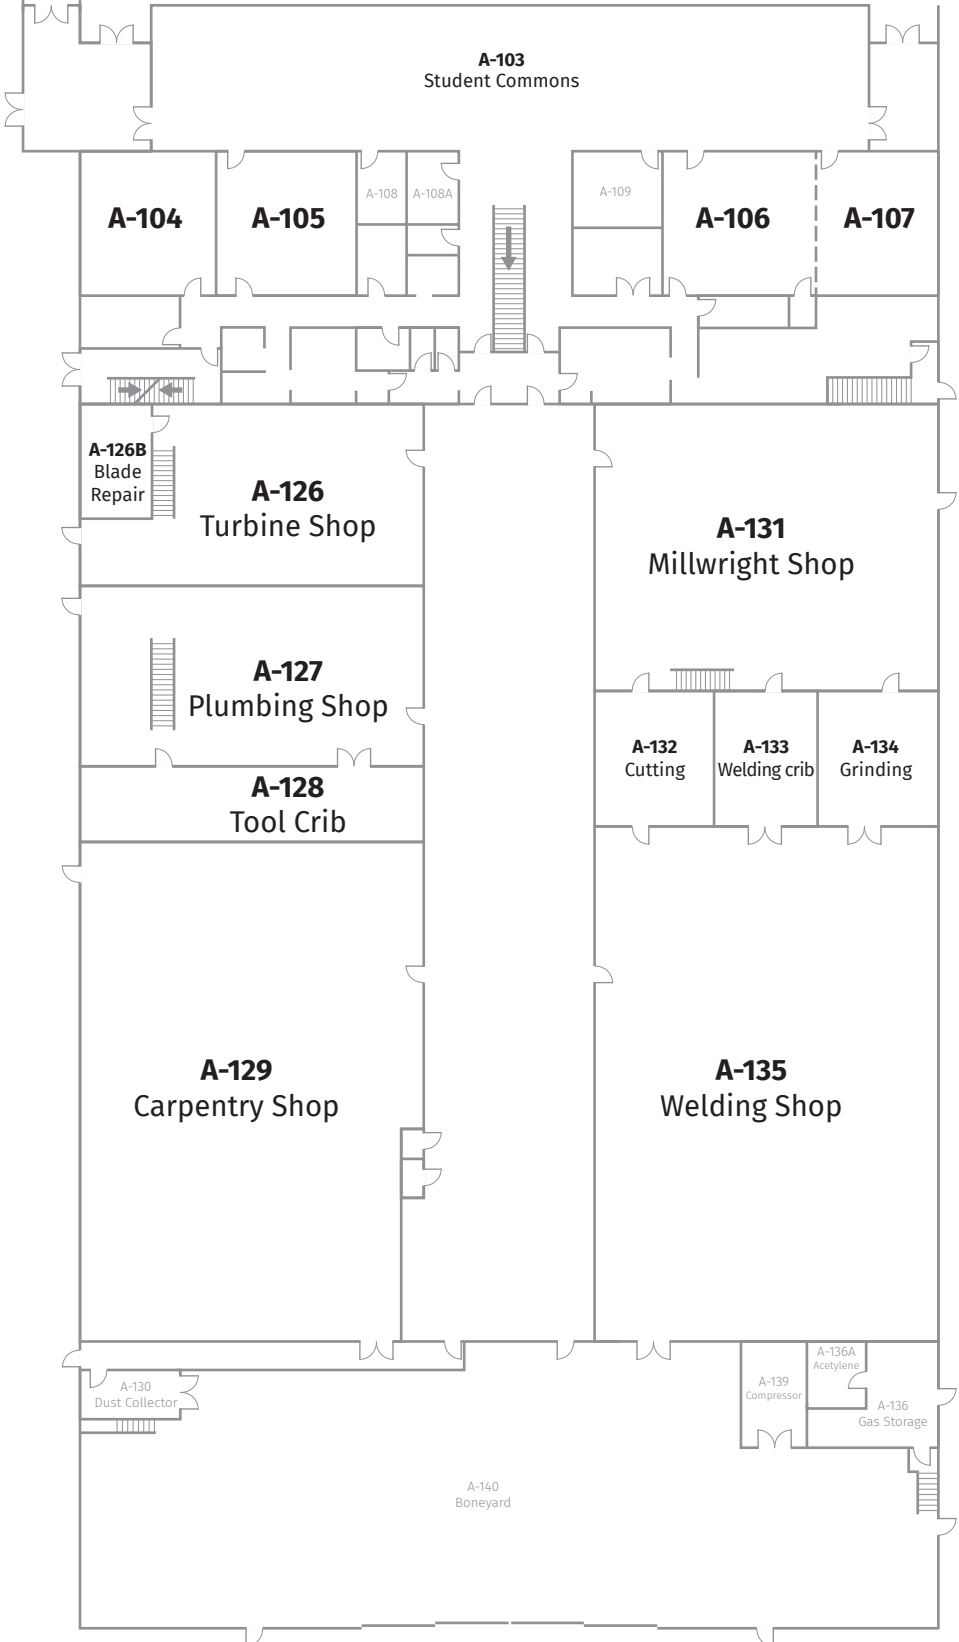 A-103
Student Commons
A-104
A-105
A-108
A-108A
A-109
A-106
A-107
A-126B
Blade
Repair
A-126
Turbine Shop
A-131
Millwright Shop
A-127
Plumbing Shop
A-132
Cutting
A-133
Welding crib
A-134
Grinding
A-128
Tool Crib
A-129
Carpentry Shop
A-135
Welding Shop
A-130
Dust Collector
A-139
Compressor
A-136A
Acetylene
A-136
Gas Storage
A-140
Boneyard